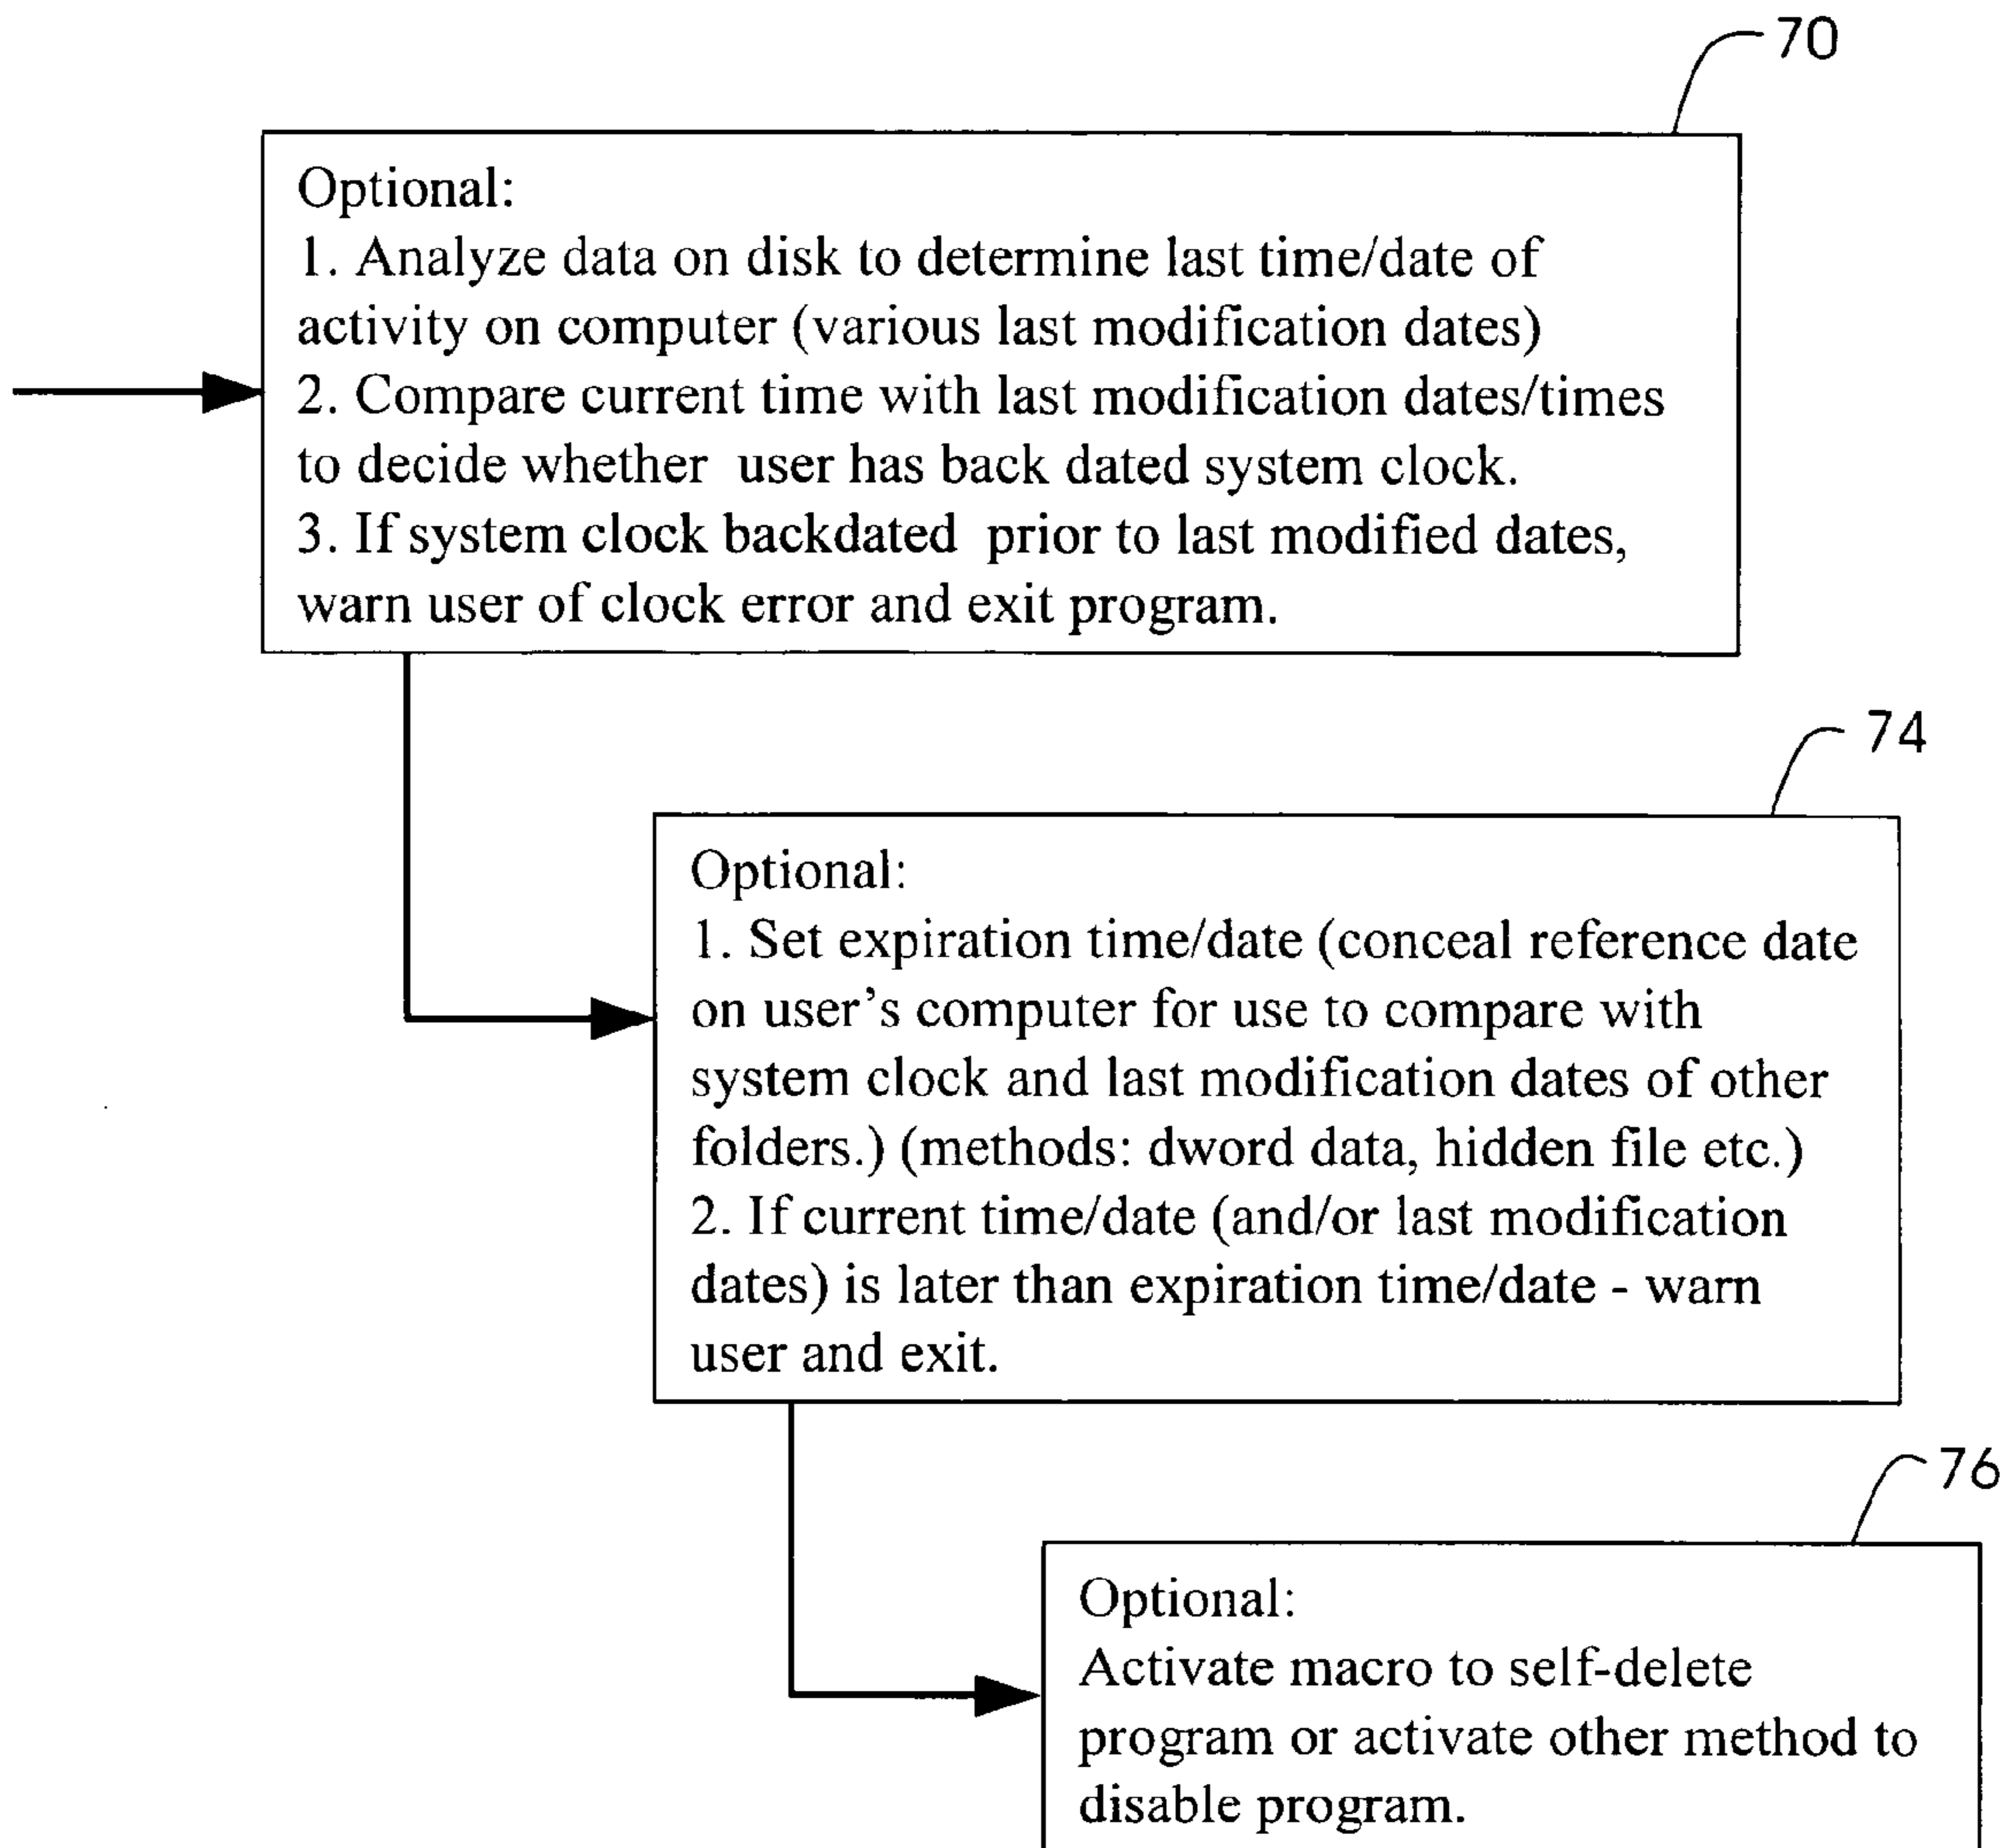 70
Optional:
1. Analyze data on disk to determine last time/date of
activity on computer (various last modification dates)
2. Compare current time with last modification dates/times
to decide whether user has back dated system clock.
3. If system clock backdated prior to last modified dates,
warn user of clock error and exit program.
74
Optional:
1. Set expiration time/date (conceal reference date
on user's computer for use to compare with
system clock and last modification dates of other
folders.) (methods: dword data, hidden file etc.)
2. If current time/date (and/or last modification
dates) is later than expiration time/date - warn
user and exit.
76
Optional:
Activate macro to self-delete
program or activate other method to
disable program.